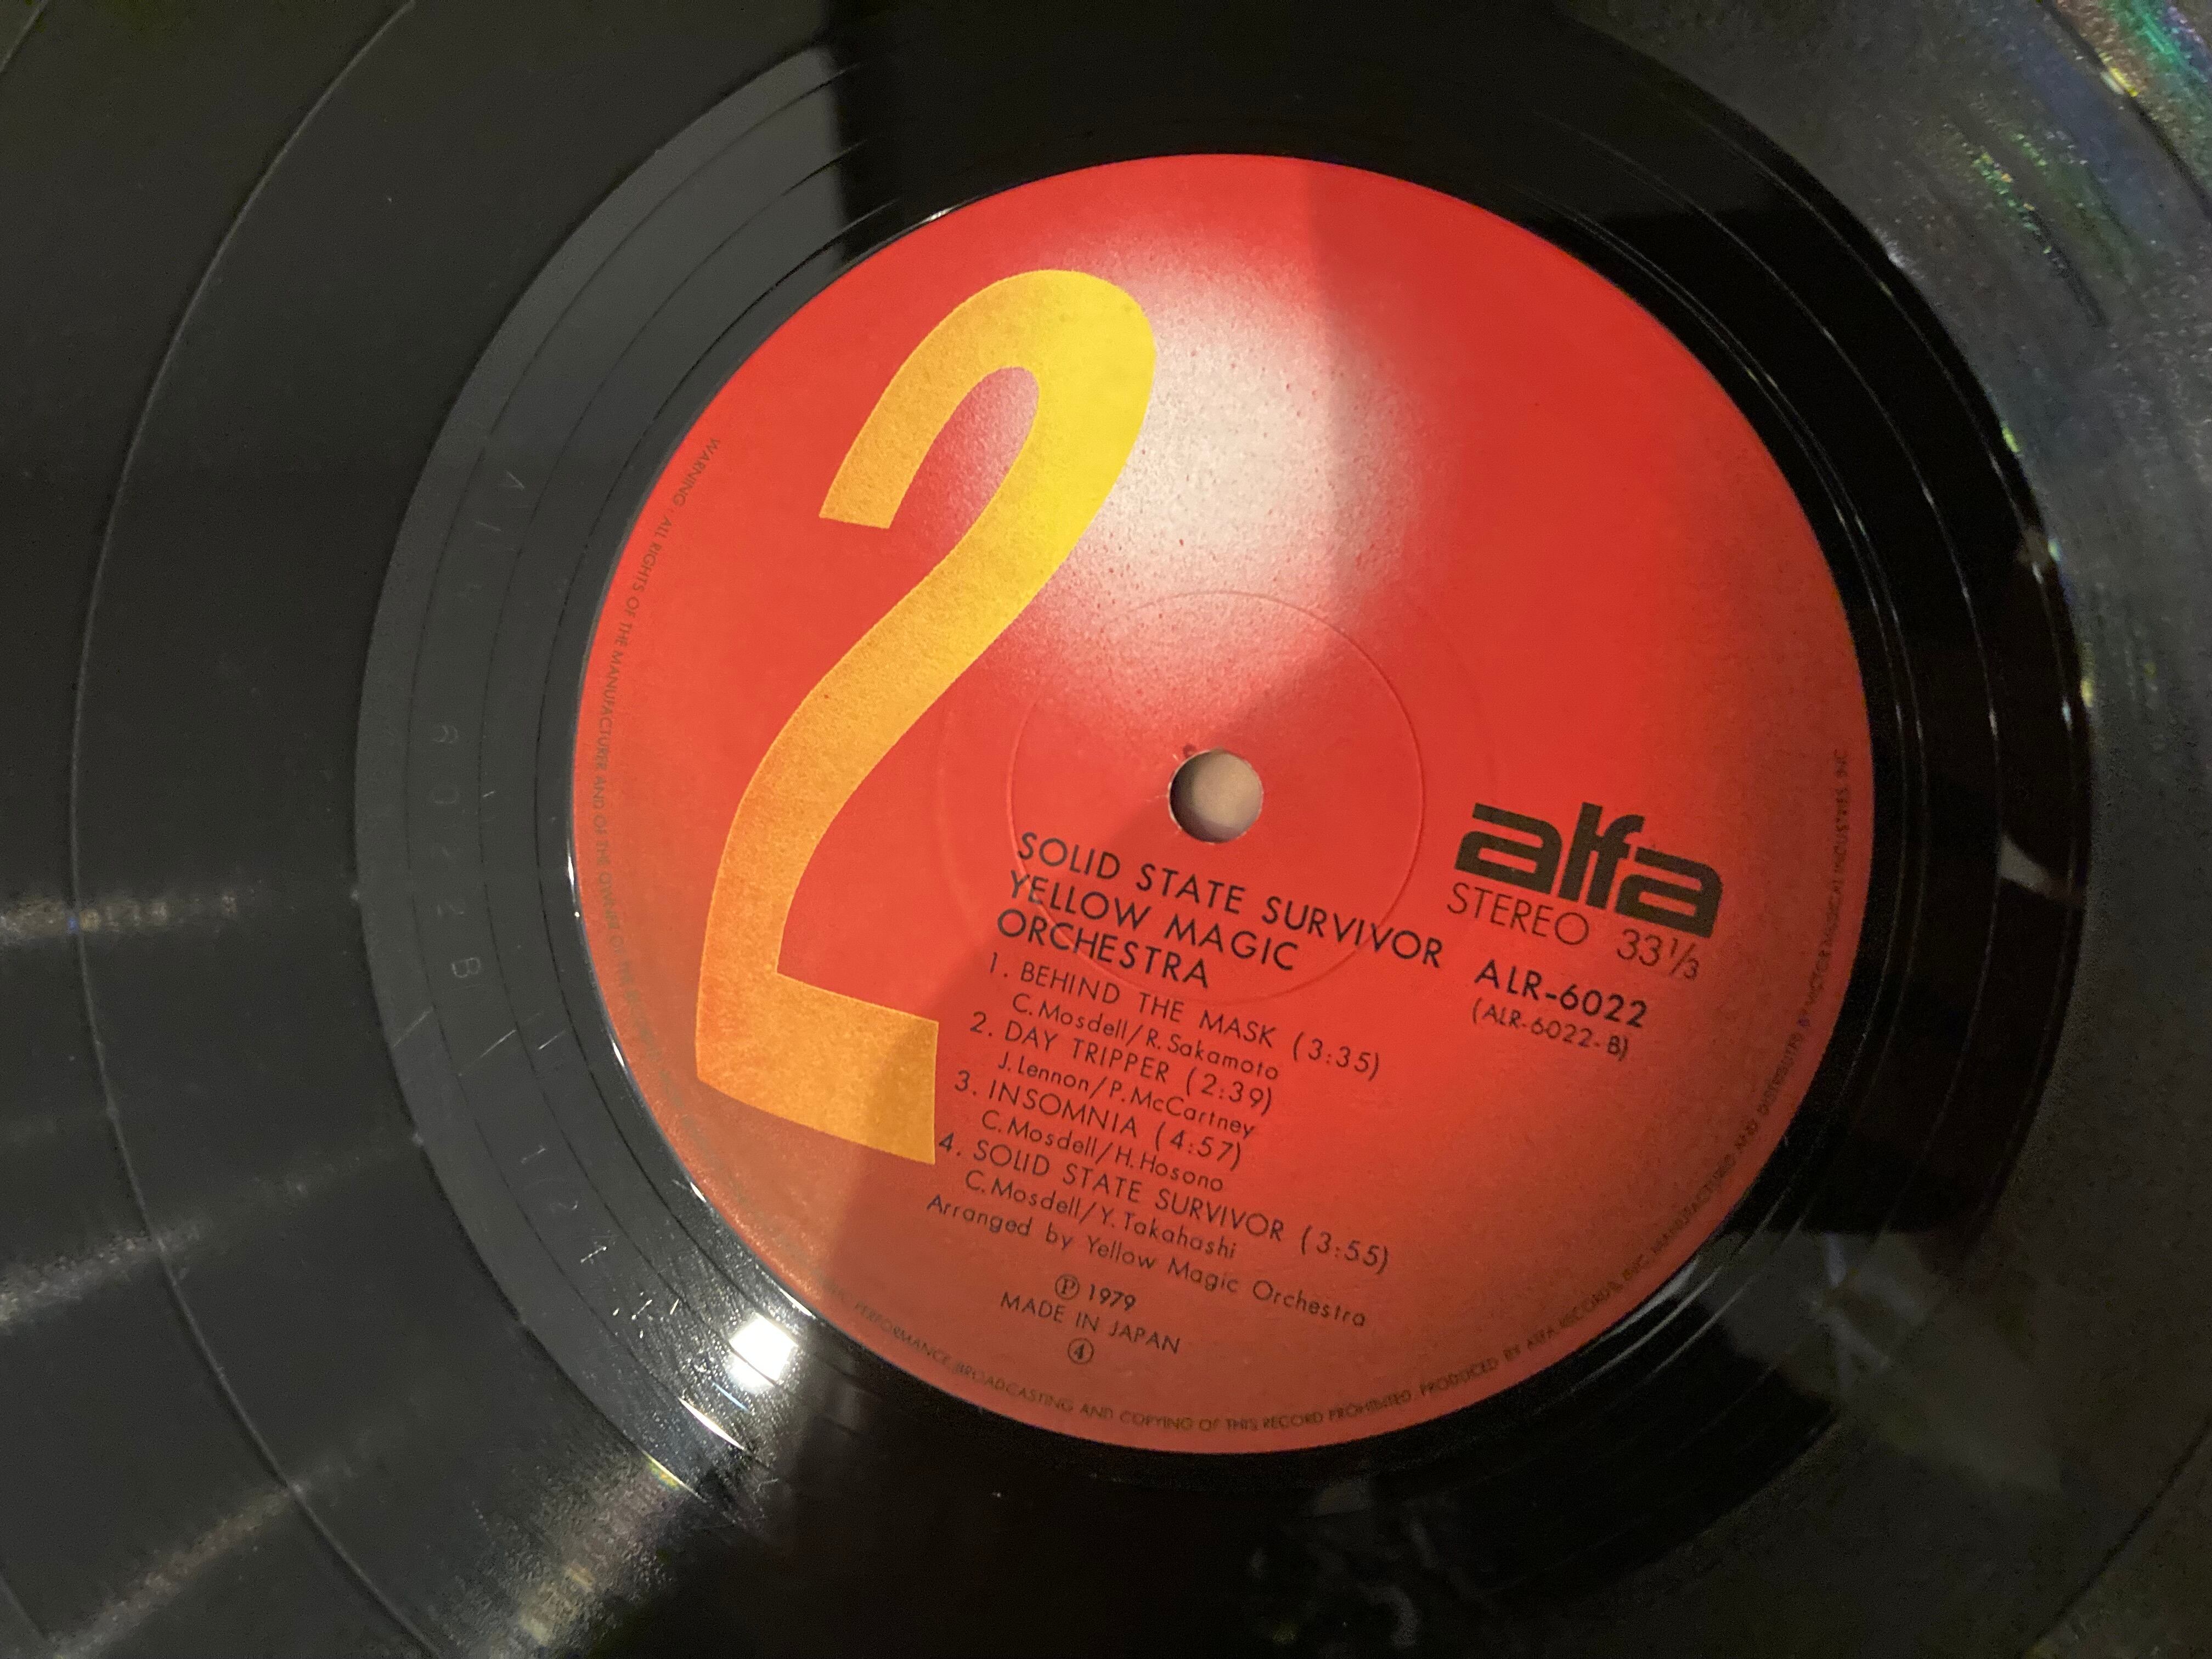 2
alfa
STEREO 33⅓
SOLID STATE SURVIVOR
YELLOW MAGIC
ORCHESTRA
ALR-6022
(ALR-6022-B)
1. BEHIND THE MASK (3:35)
C.Mosdell/R.Sakamoto
2. DAY TRIPPER (2:39)
J.Lennon/P.McCartney
3. INSOMNIA (4:57)
C.Mosdell/H.Hosono
4. SOLID STATE SURVIVOR (3:55)
C.Mosdell/Y.Takahashi
Arranged by Yellow Magic Orchestra
Ⓟ 1979
MADE IN JAPAN
④
WARNING : ALL RIGHTS OF THE MANUFACTURER AND OF THE OWNER OF THE PERFORMANCE, BROADCASTING AND COPYING OF THIS RECORD PROHIBITED. PRODUCED BY ALFA RECORDS, INC. MANUFACTURED AND DISTRIBUTED BY VICTOR MUSICAL INDUSTRIES, INC.